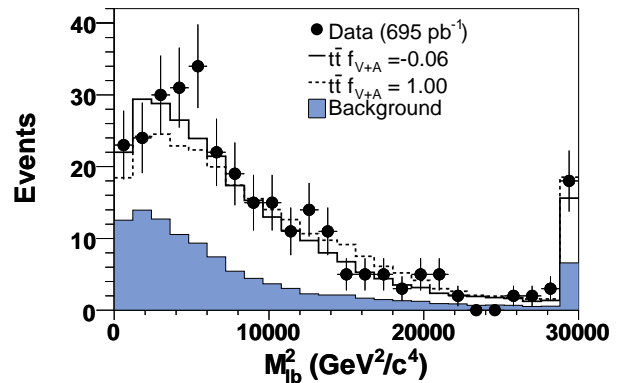 40
30
20
10
0
Events
Data (695 pb⁻¹)
tt̄ f_V+A =-0.06
tt̄ f_V+A = 1.00
Background
0 10000 20000 30000
M²_lb (GeV²/c⁴)